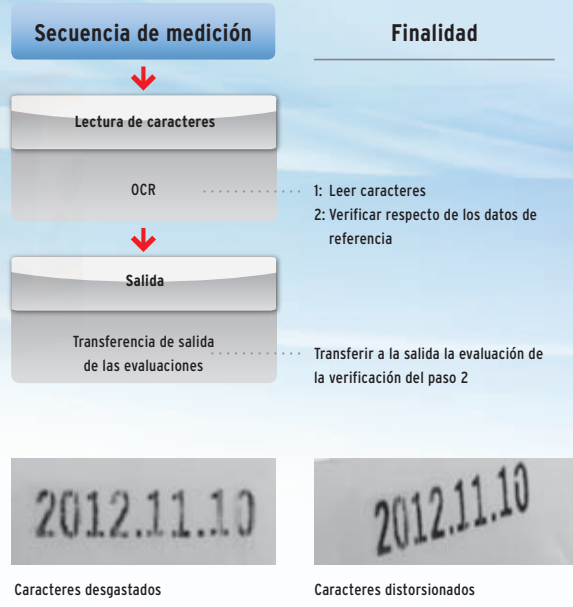 Secuencia de medición
Finalidad
Lectura de caracteres
OCR
1: Leer caracteres
2: Verificar respecto de los datos de
referencia
Salida
Transferencia de salida
de las evaluaciones
Transferir a la salida la evaluación de
la verificación del paso 2
2012.11.10
2012.11.10
Caracteres desgastados
Caracteres distorsionados